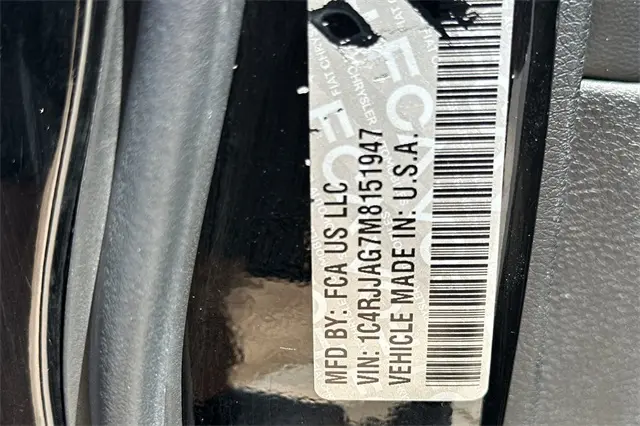 MFD BY: FCA US LLC
VIN: 1C4RJJAG7M8151947
VEHICLE MADE IN: U.S.A.